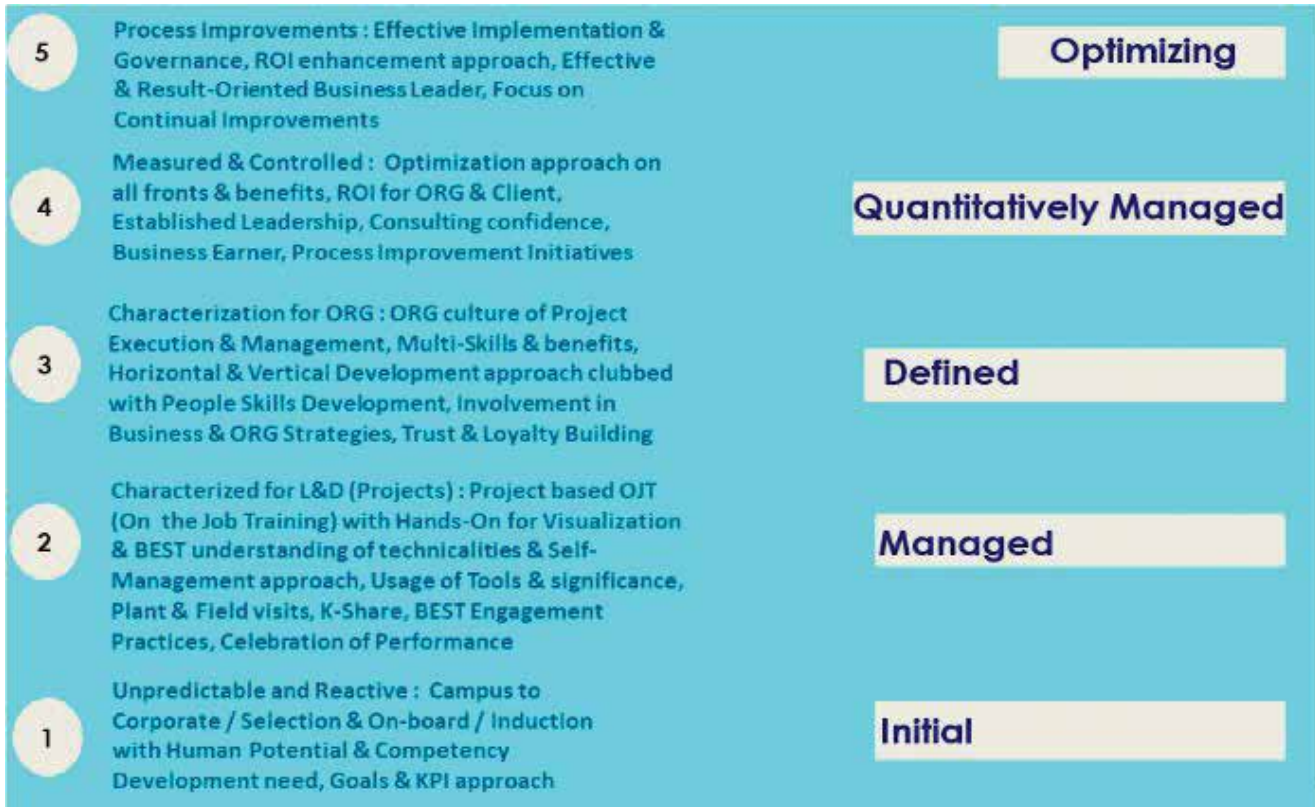 5
Process Improvements : Effective Implementation &
Governance, ROI enhancement approach, Effective
& Result-Oriented Business Leader, Focus on
Continual Improvements
Optimizing
4
Measured & Controlled : Optimization approach on
all fronts & benefits, ROI for ORG & Client,
Established Leadership, Consulting confidence,
Business Earner, Process Improvement Initiatives
Quantitatively Managed
3
Characterization for ORG : ORG culture of Project
Execution & Management, Multi-Skills & benefits,
Horizontal & Vertical Development approach clubbed
with People Skills Development, Involvement in
Business & ORG Strategies, Trust & Loyalty Building
Defined
2
Characterized for L&D (Projects) : Project based OJT
(On the Job Training) with Hands-On for Visualization
& BEST understanding of technicalities & Self-
Management approach, Usage of Tools & significance,
Plant & Field visits, K-Share, BEST Engagement
Practices, Celebration of Performance
Managed
1
Unpredictable and Reactive : Campus to
Corporate / Selection & On-board / Induction
with Human Potential & Competency
Development need, Goals & KPI approach
Initial